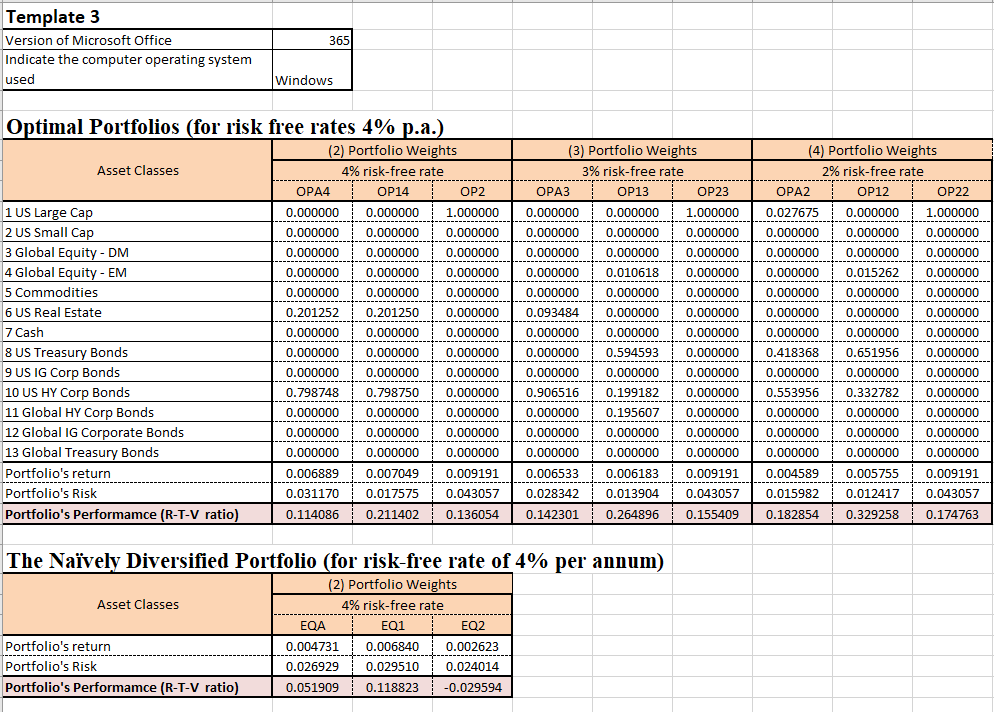 Template 3
Version of Microsoft Office 365
Indicate the computer operating system
used Windows
Optimal Portfolios (for risk free rates 4% p.a.)
Asset Classes (2) Portfolio Weights (3) Portfolio Weights (4) Portfolio Weights
4% risk-free rate 3% risk-free rate 2% risk-free rate
OPA4 OP14 OP2 OPA3 OP13 OP23 OPA2 OP12 OP22
1 US Large Cap 0.000000 0.000000 1.000000 0.000000 0.000000 1.000000 0.027675 0.000000 1.000000
2 US Small Cap 0.000000 0.000000 0.000000 0.000000 0.000000 0.000000 0.000000 0.000000 0.000000
3 Global Equity - DM 0.000000 0.000000 0.000000 0.000000 0.000000 0.000000 0.000000 0.000000 0.000000
4 Global Equity - EM 0.000000 0.000000 0.000000 0.000000 0.010618 0.000000 0.000000 0.015262 0.000000
5 Commodities 0.000000 0.000000 0.000000 0.000000 0.000000 0.000000 0.000000 0.000000 0.000000
6 US Real Estate 0.201252 0.201250 0.000000 0.093484 0.000000 0.000000 0.000000 0.000000 0.000000
7 Cash 0.000000 0.000000 0.000000 0.000000 0.000000 0.000000 0.000000 0.000000 0.000000
8 US Treasury Bonds 0.000000 0.000000 0.000000 0.000000 0.594593 0.000000 0.418368 0.651956 0.000000
9 US IG Corp Bonds 0.000000 0.000000 0.000000 0.000000 0.000000 0.000000 0.000000 0.000000 0.000000
10 US HY Corp Bonds 0.798748 0.798750 0.000000 0.906516 0.199182 0.000000 0.553956 0.332782 0.000000
11 Global HY Corp Bonds 0.000000 0.000000 0.000000 0.000000 0.195607 0.000000 0.000000 0.000000 0.000000
12 Global IG Corporate Bonds 0.000000 0.000000 0.000000 0.000000 0.000000 0.000000 0.000000 0.000000 0.000000
13 Global Treasury Bonds 0.000000 0.000000 0.000000 0.000000 0.000000 0.000000 0.000000 0.000000 0.000000
Portfolio's return 0.006889 0.007049 0.009191 0.006533 0.006183 0.009191 0.004589 0.005755 0.009191
Portfolio's Risk 0.031170 0.017575 0.043057 0.028342 0.013904 0.043057 0.015982 0.012417 0.043057
Portfolio's Performamce (R-T-V ratio) 0.114086 0.211402 0.136054 0.142301 0.264896 0.155409 0.182854 0.329258 0.174763
The Naïvely Diversified Portfolio (for risk-free rate of 4% per annum)
Asset Classes (2) Portfolio Weights
4% risk-free rate
EQA EQ1 EQ2
Portfolio's return 0.004731 0.006840 0.002623
Portfolio's Risk 0.026929 0.029510 0.024014
Portfolio's Performamce (R-T-V ratio) 0.051909 0.118823 -0.029594